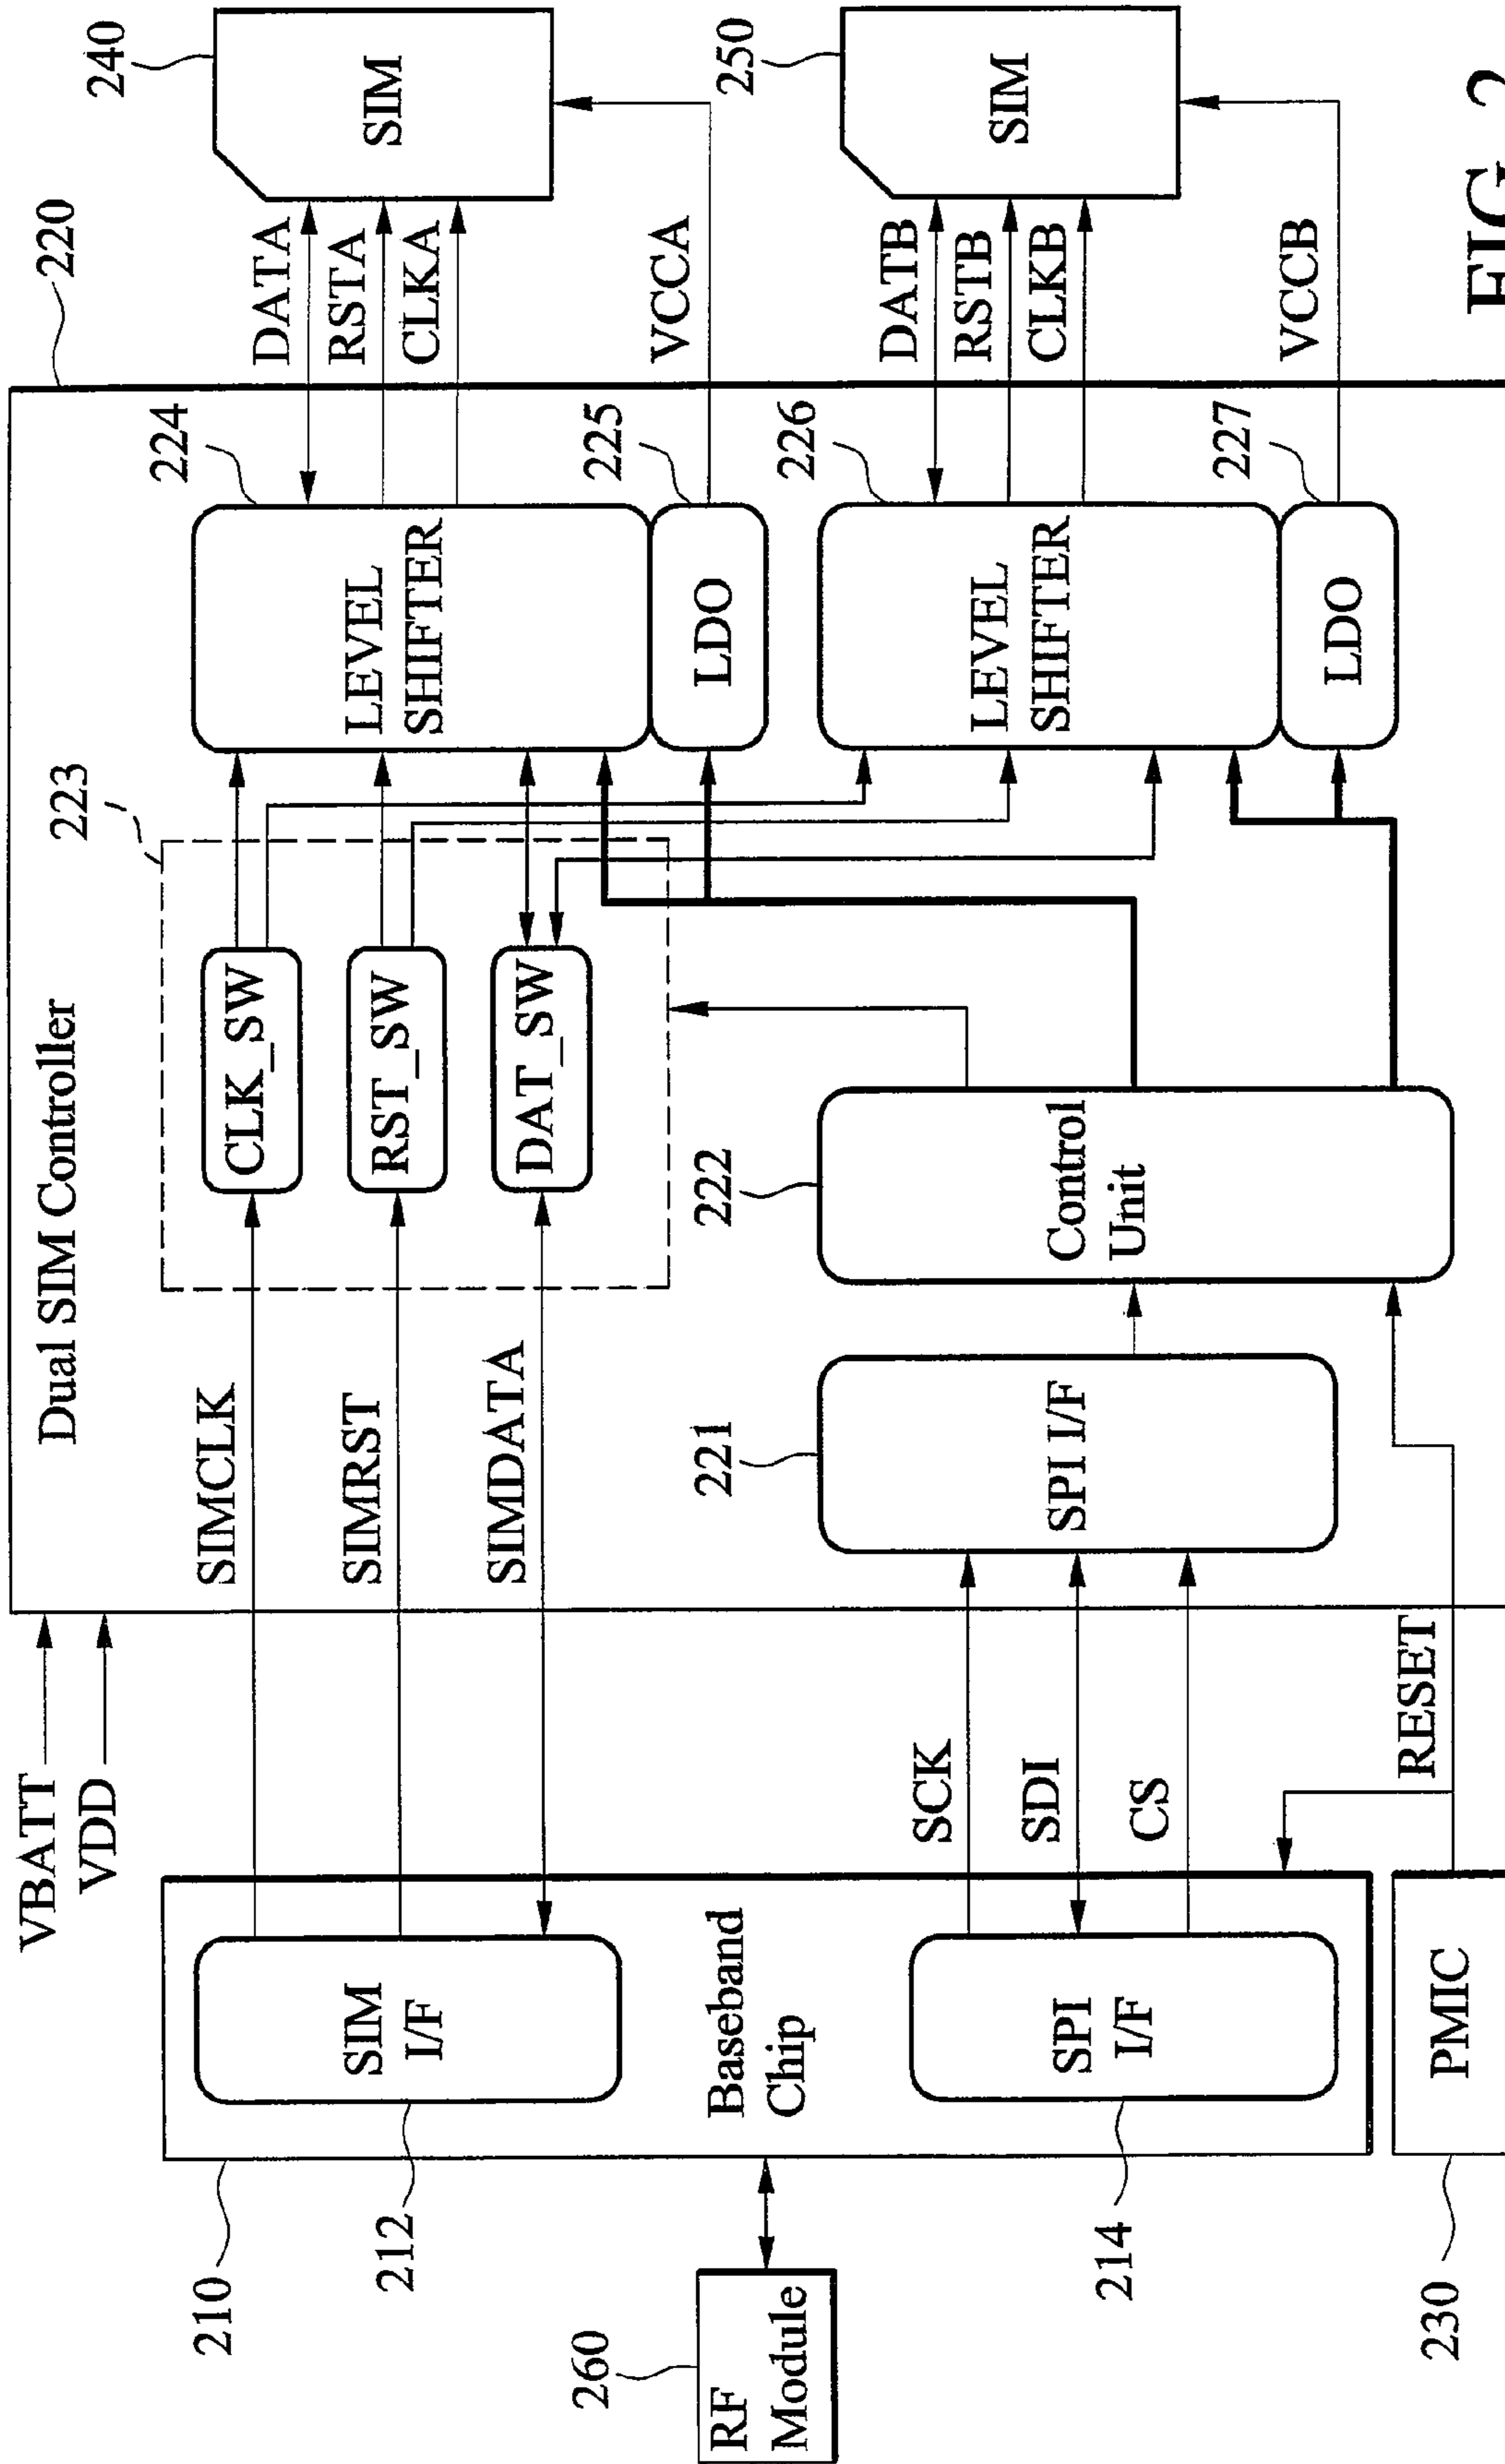 VBATT
VDD
Dual SIM Controller
220
240
SIM
250
SIM
210
SIM
I/F
212
Baseband
Chip
SPI
I/F
214
260
RF
Module
230
PMIC
RESET
SIMCLK
SIMRST
SIMDATA
SCK
SDI
CS
221
SPI I/F
222
Control
Unit
223
CLK_SW
RST_SW
DAT_SW
224
LEVEL
SHIFTER
225
LDO
226
LEVEL
SHIFTER
227
LDO
DATA
RSTA
CLKA
VCCA
DATB
RSTB
CLKB
VCCB
FIG. 2